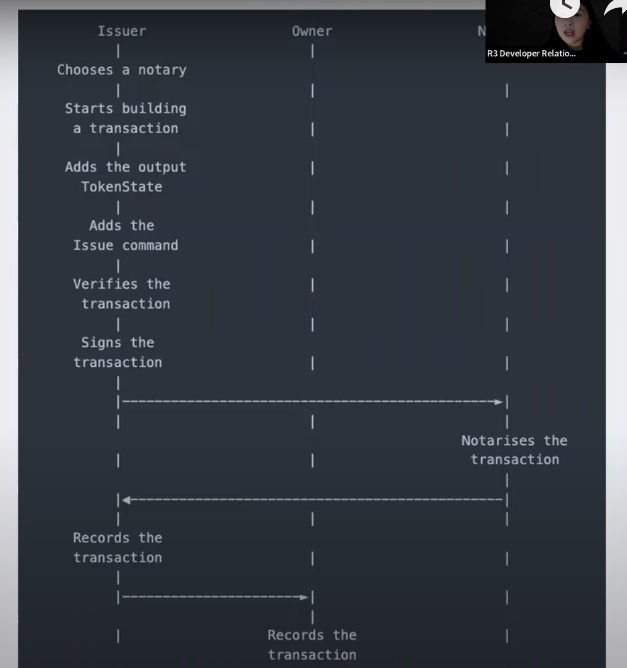 Issuer Owner N
R3 Developer Relatio...
Chooses a notary
Starts building
a transaction
Adds the output
TokenState
Adds the
Issue command
Verifies the
transaction
Signs the
transaction
Notarises the
transaction
Records the
transaction
Records the
transaction